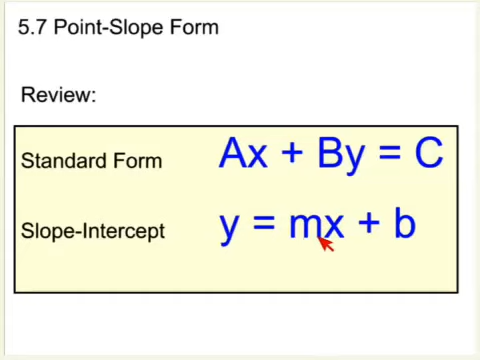 5.7 Point-Slope Form
Review:
Standard Form Ax + By = C
Slope-Intercept y = mx + b